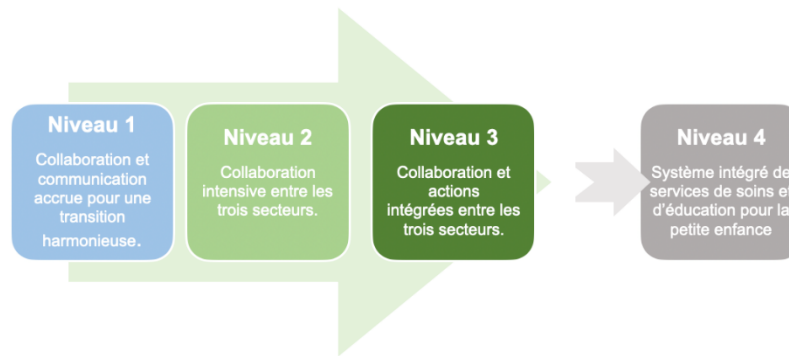 Niveau 1
Collaboration et
communication
accrue pour une
transition
harmonieuse.
Niveau 2
Collaboration
intensive entre les
trois secteurs.
Niveau 3
Collaboration et
actions
intégrées entre les
trois secteurs.
Niveau 4
Système intégré de
services de soins et
d'éducation pour la
petite enfance